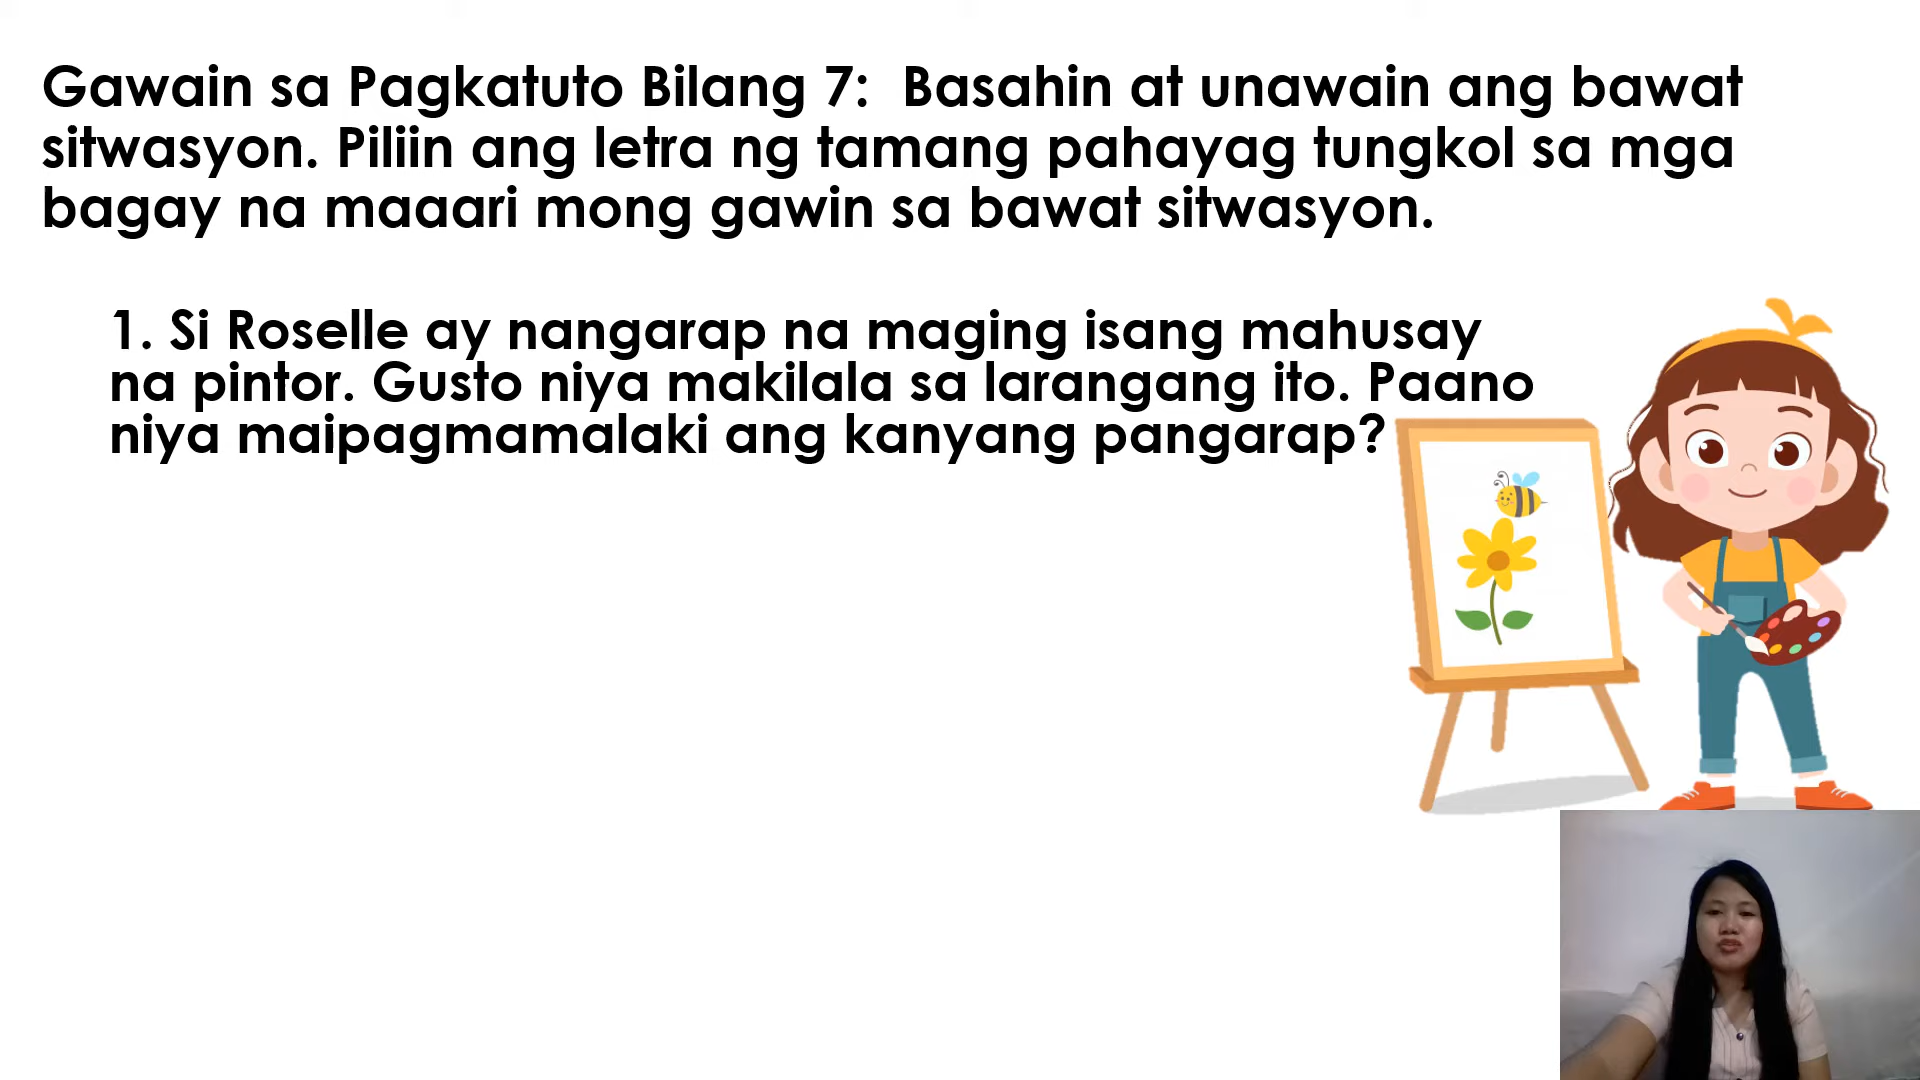 Gawain sa Pagkatuto Bilang 7:  Basahin at unawain ang bawat
sitwasyon. Piliin ang letra ng tamang pahayag tungkol sa mga
bagay na maaari mong gawin sa bawat sitwasyon.
1. Si Roselle ay nangarap na maging isang mahusay
na pintor. Gusto niya makilala sa larangang ito. Paano
niya maipagmamalaki ang kanyang pangarap?